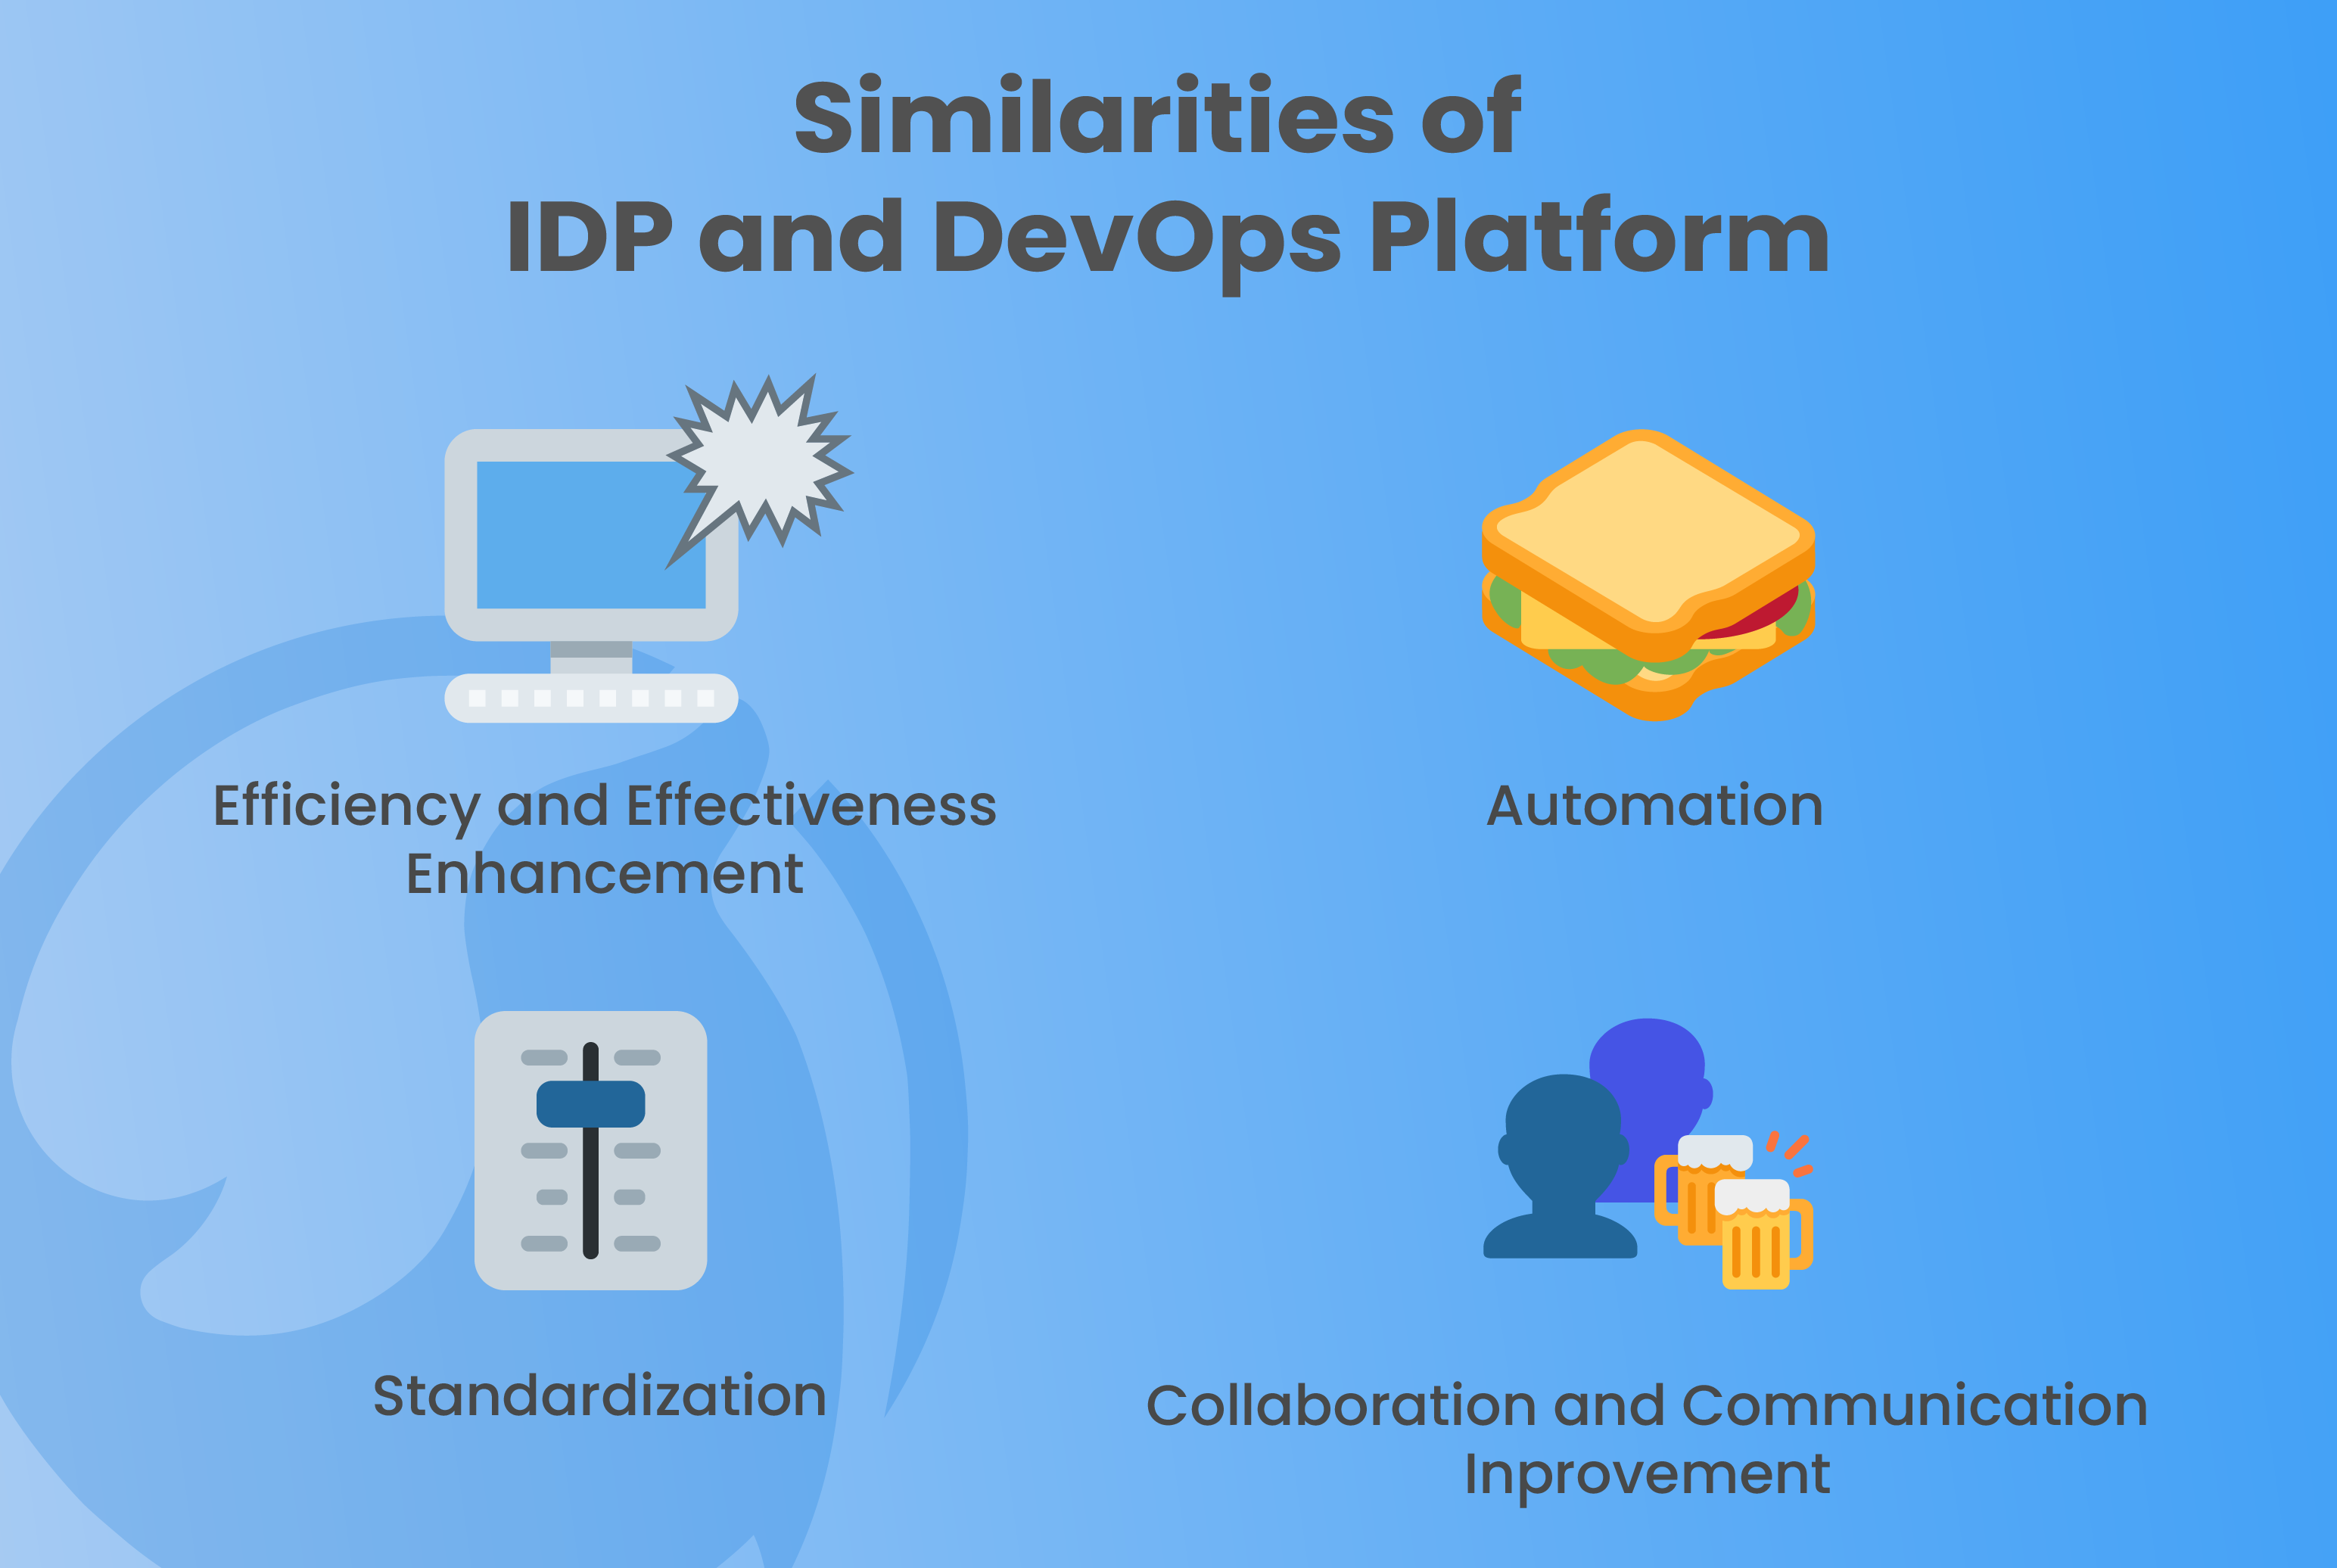 Similarities of
IDP and DevOps Platform
Efficiency and Effectiveness
Enhancement
Automation
Standardization
Collaboration and Communication
Inprovement